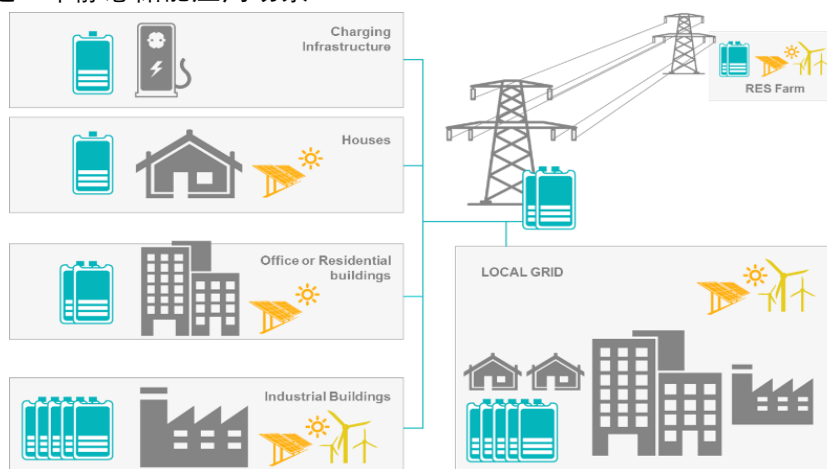 Charging
Infrastructure
RES Farm
Houses
Office or Residential
buildings
LOCAL GRID
Industrial Buildings